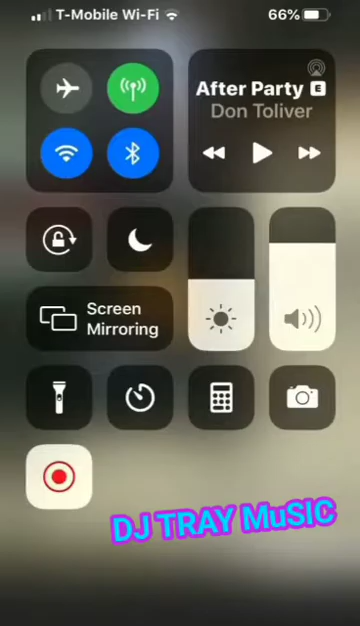 T-Mobile Wi-Fi 66%
After Party E
Don Toliver
Screen
Mirroring
DJ TRAY MuSIC